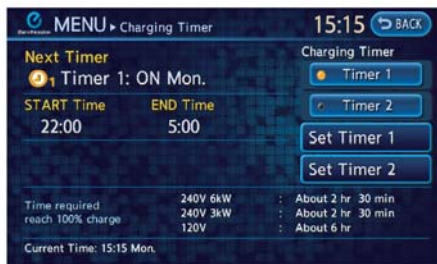 MENU ▸ Charging Timer 15:15 BACK
Next Timer
1 Timer 1: ON Mon.
START Time END Time
22:00 5:00
Charging Timer
Timer 1
Timer 2
Set Timer 1
Set Timer 2
Time required
reach 100% charge
240V 6kW : About 2 hr 30 min
240V 3kW : About 2 hr 30 min
120V : About 6 hr
Current Time: 15:15 Mon.